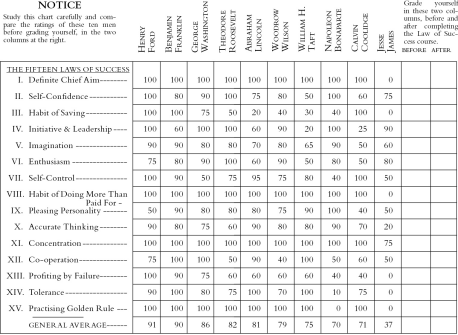 NOTICE
Study this chart carefully and com-
pare the ratings of these ten men
before grading yourself, in the two
columns at the right.
HENRY
FORD
BENJAMIN
FRANKLIN
GEORGE
WASHINGTON
THEODORE
ROOSEVELT
ABRAHAM
LINCOLN
WOODROW
WILSON
WILLIAM H.
TAFT
NAPOLEON
BONAPARTE
CALVIN
COOLIDGE
JESSE
JAMES
Grade yourself
in these two col-
umns, before and
after completing
the Law of Suc-
cess course.
BEFORE AFTER
THE FIFTEEN LAWS OF SUCCESS
I. Definite Chief Aim--------- 100 100 100 100 100 100 100 100 100 0
II. Self-Confidence ------------- 100 80 90 100 75 80 50 100 60 75
III. Habit of Saving-------------- 100 100 75 50 20 40 30 40 100 0
IV. Initiative & Leadership ---- 100 60 100 100 60 90 20 100 25 90
V. Imagination ----------------- 90 90 80 80 70 80 65 90 50 60
VI. Enthusiasm ------------------ 75 80 90 100 60 90 50 80 50 80
VII. Self-Control ----------------- 100 90 50 75 95 75 80 40 100 50
VIII. Habit of Doing More Than
Paid For - 100 100 100 100 100 100 100 100 100 0
IX. Pleasing Personality -------- 50 90 80 80 80 75 90 100 40 50
X. Accurate Thinking---------- 90 80 75 60 90 80 80 90 70 20
XI. Concentration --------------- 100 100 100 100 100 100 100 100 100 75
XII. Co-operation----------------- 75 100 100 50 90 40 100 50 60 50
XIII. Profiting by Failure--------- 100 90 75 60 60 60 60 40 40 0
XIV. Tolerance -------------------- 90 100 80 75 100 70 100 10 75 0
XV. Practising Golden Rule --- 100 100 100 100 100 100 100 0 100 0
GENERAL AVERAGE------- 91 90 86 82 81 79 75 70 71 37